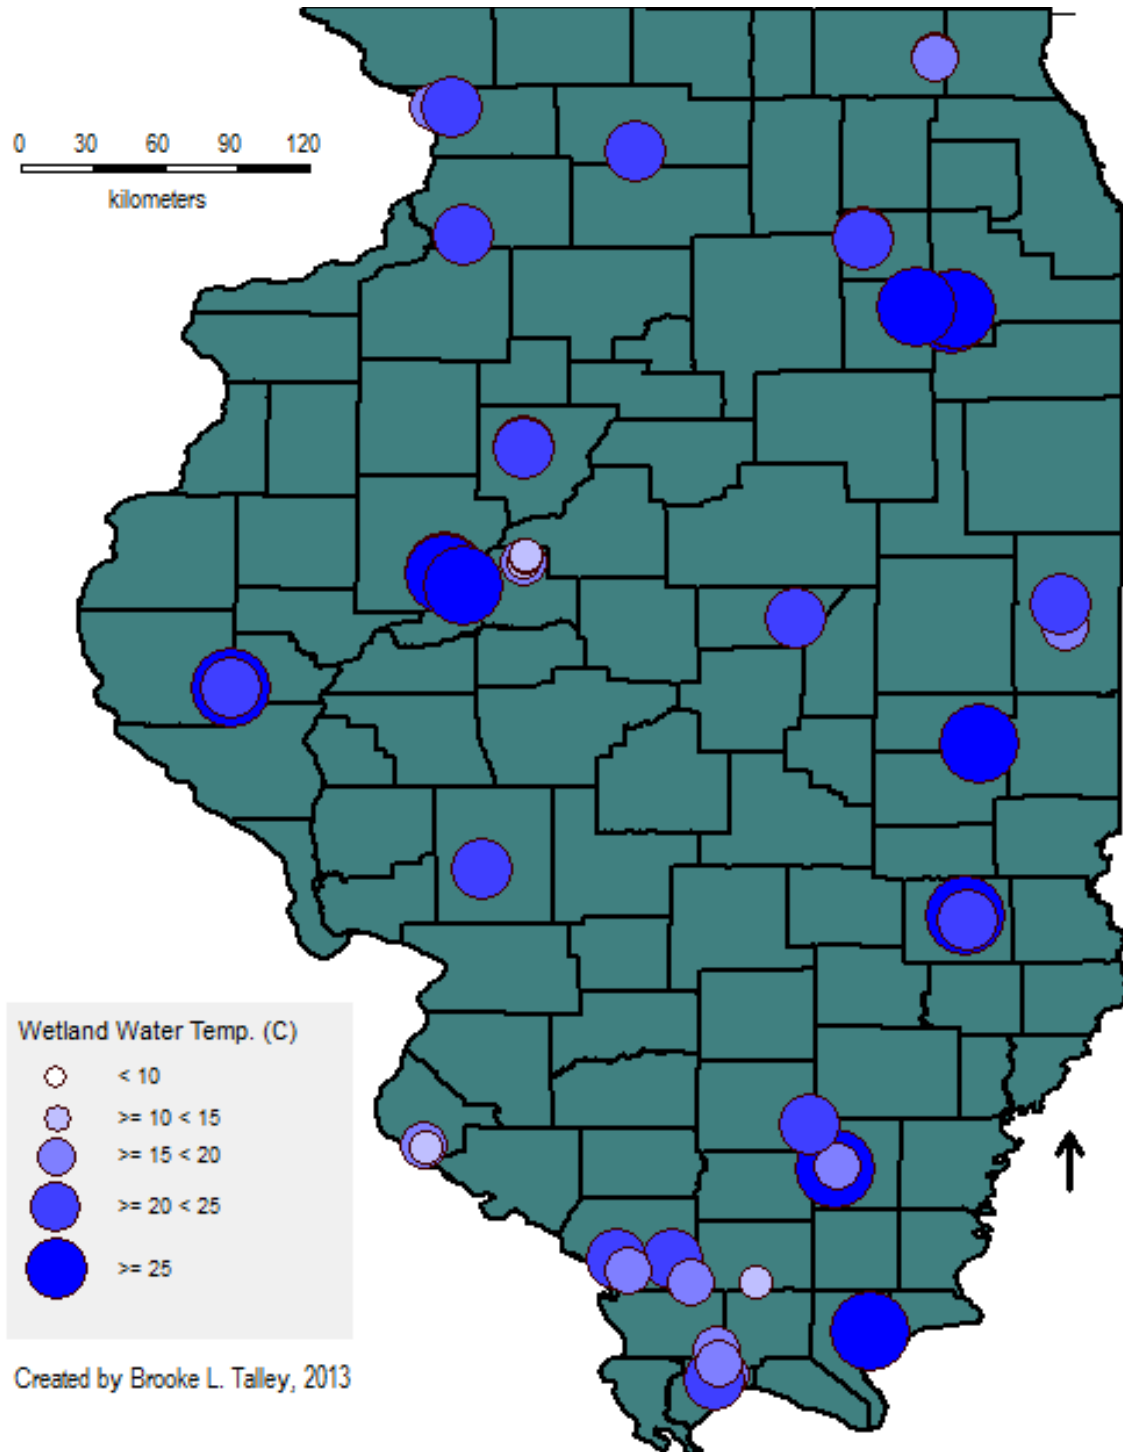 0 30 60 90 120
kilometers
Wetland Water Temp. (C)
< 10
>= 10 < 15
>= 15 < 20
>= 20 < 25
>= 25
Created by Brooke L. Talley, 2013